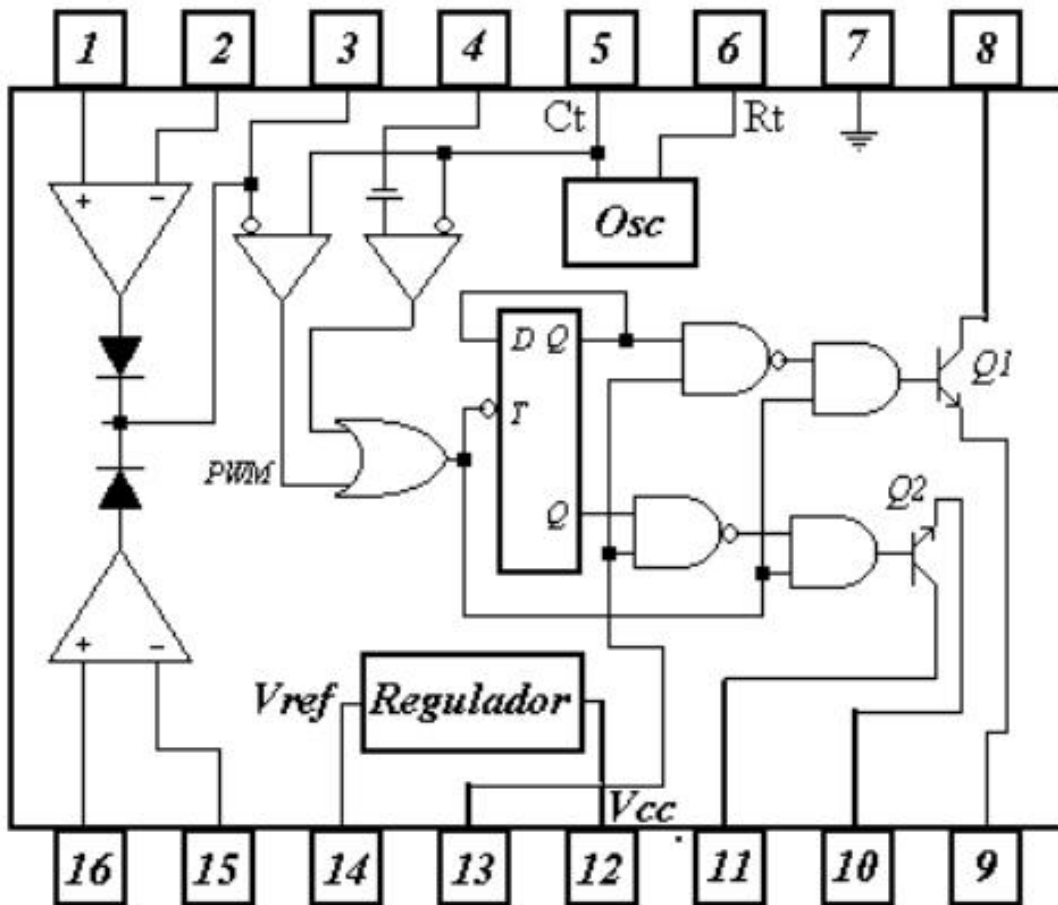 1 2 3 4 5 6 7 8
Ct Rt
+ − Osc
D Q
Q1
T
PWM
Q Q2
+ −
Vref Regulador
Vcc
16 15 14 13 12 11 10 9